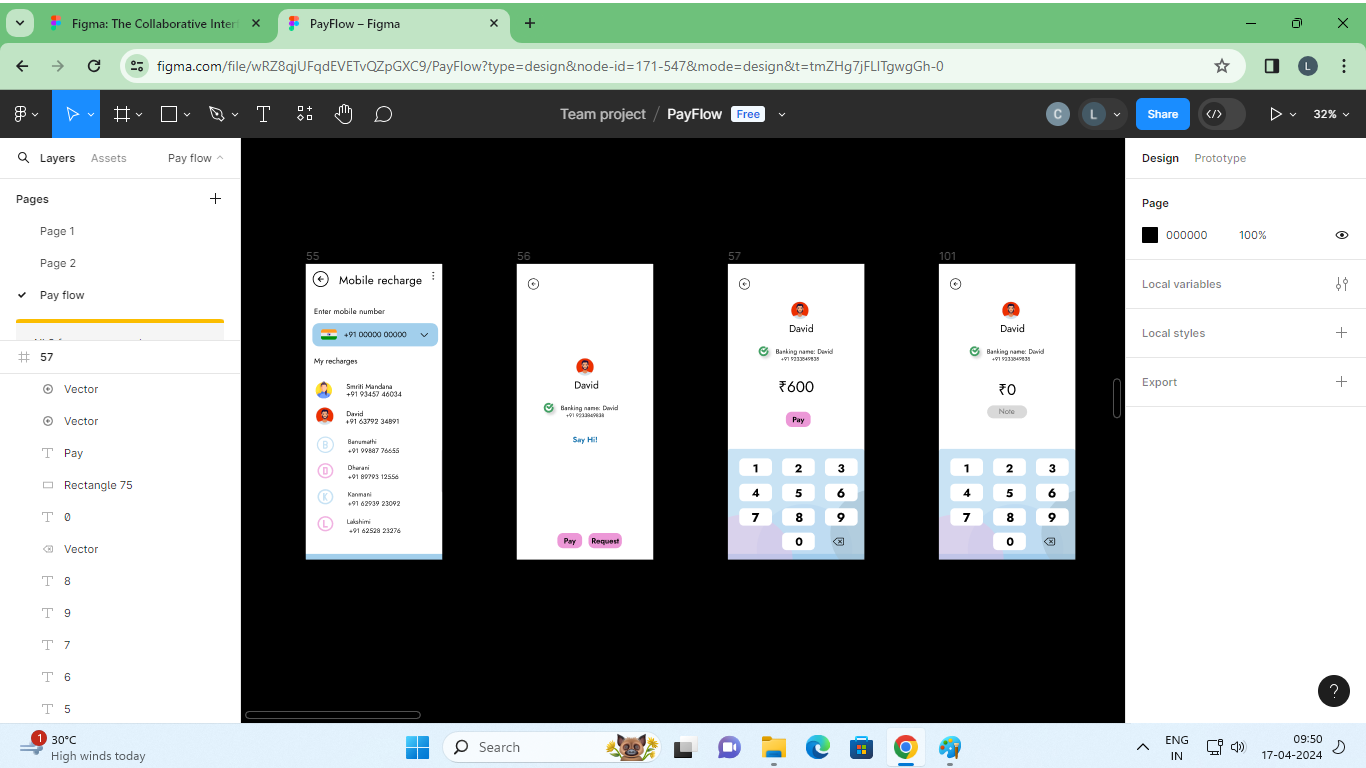 Figma: The Collaborative Inter
PayFlow – Figma
figma.com/file/wRZ8qjUFqdEVETvQZpGXC9/PayFlow?type=design&node-id=171-547&mode=design&t=tmZHg7jFLITgwgGh-0
L
Team project / PayFlow Free
C
L
Share
32%
Layers
Assets
Pay flow
Pages
Page 1
Page 2
Pay flow
57
Vector
Vector
Pay
Rectangle 75
0
Vector
8
9
7
6
5
55
Mobile recharge
Enter mobile number
+91 00000 00000
My recharges
Smriti Mandana
+91 93457 46034
David
+91 63792 34891
B
Banumathi
+91 99887 76655
D
Dharani
+91 89793 12556
K
Kanmani
+91 62939 23092
L
Lakshimi
+91 62528 23276
56
David
Banking name: David
+91 9233849838
Say Hi!
Pay
Request
57
David
Banking name: David
+91 9233849838
₹600
Pay
1 2 3
4 5 6
7 8 9
0
101
David
Banking name: David
+91 9233849838
₹0
Note
1 2 3
4 5 6
7 8 9
0
Design
Prototype
Page
000000 100%
Local variables
Local styles
Export
?
1
30°C
High winds today
Search
ENG
IN
09:50
17-04-2024